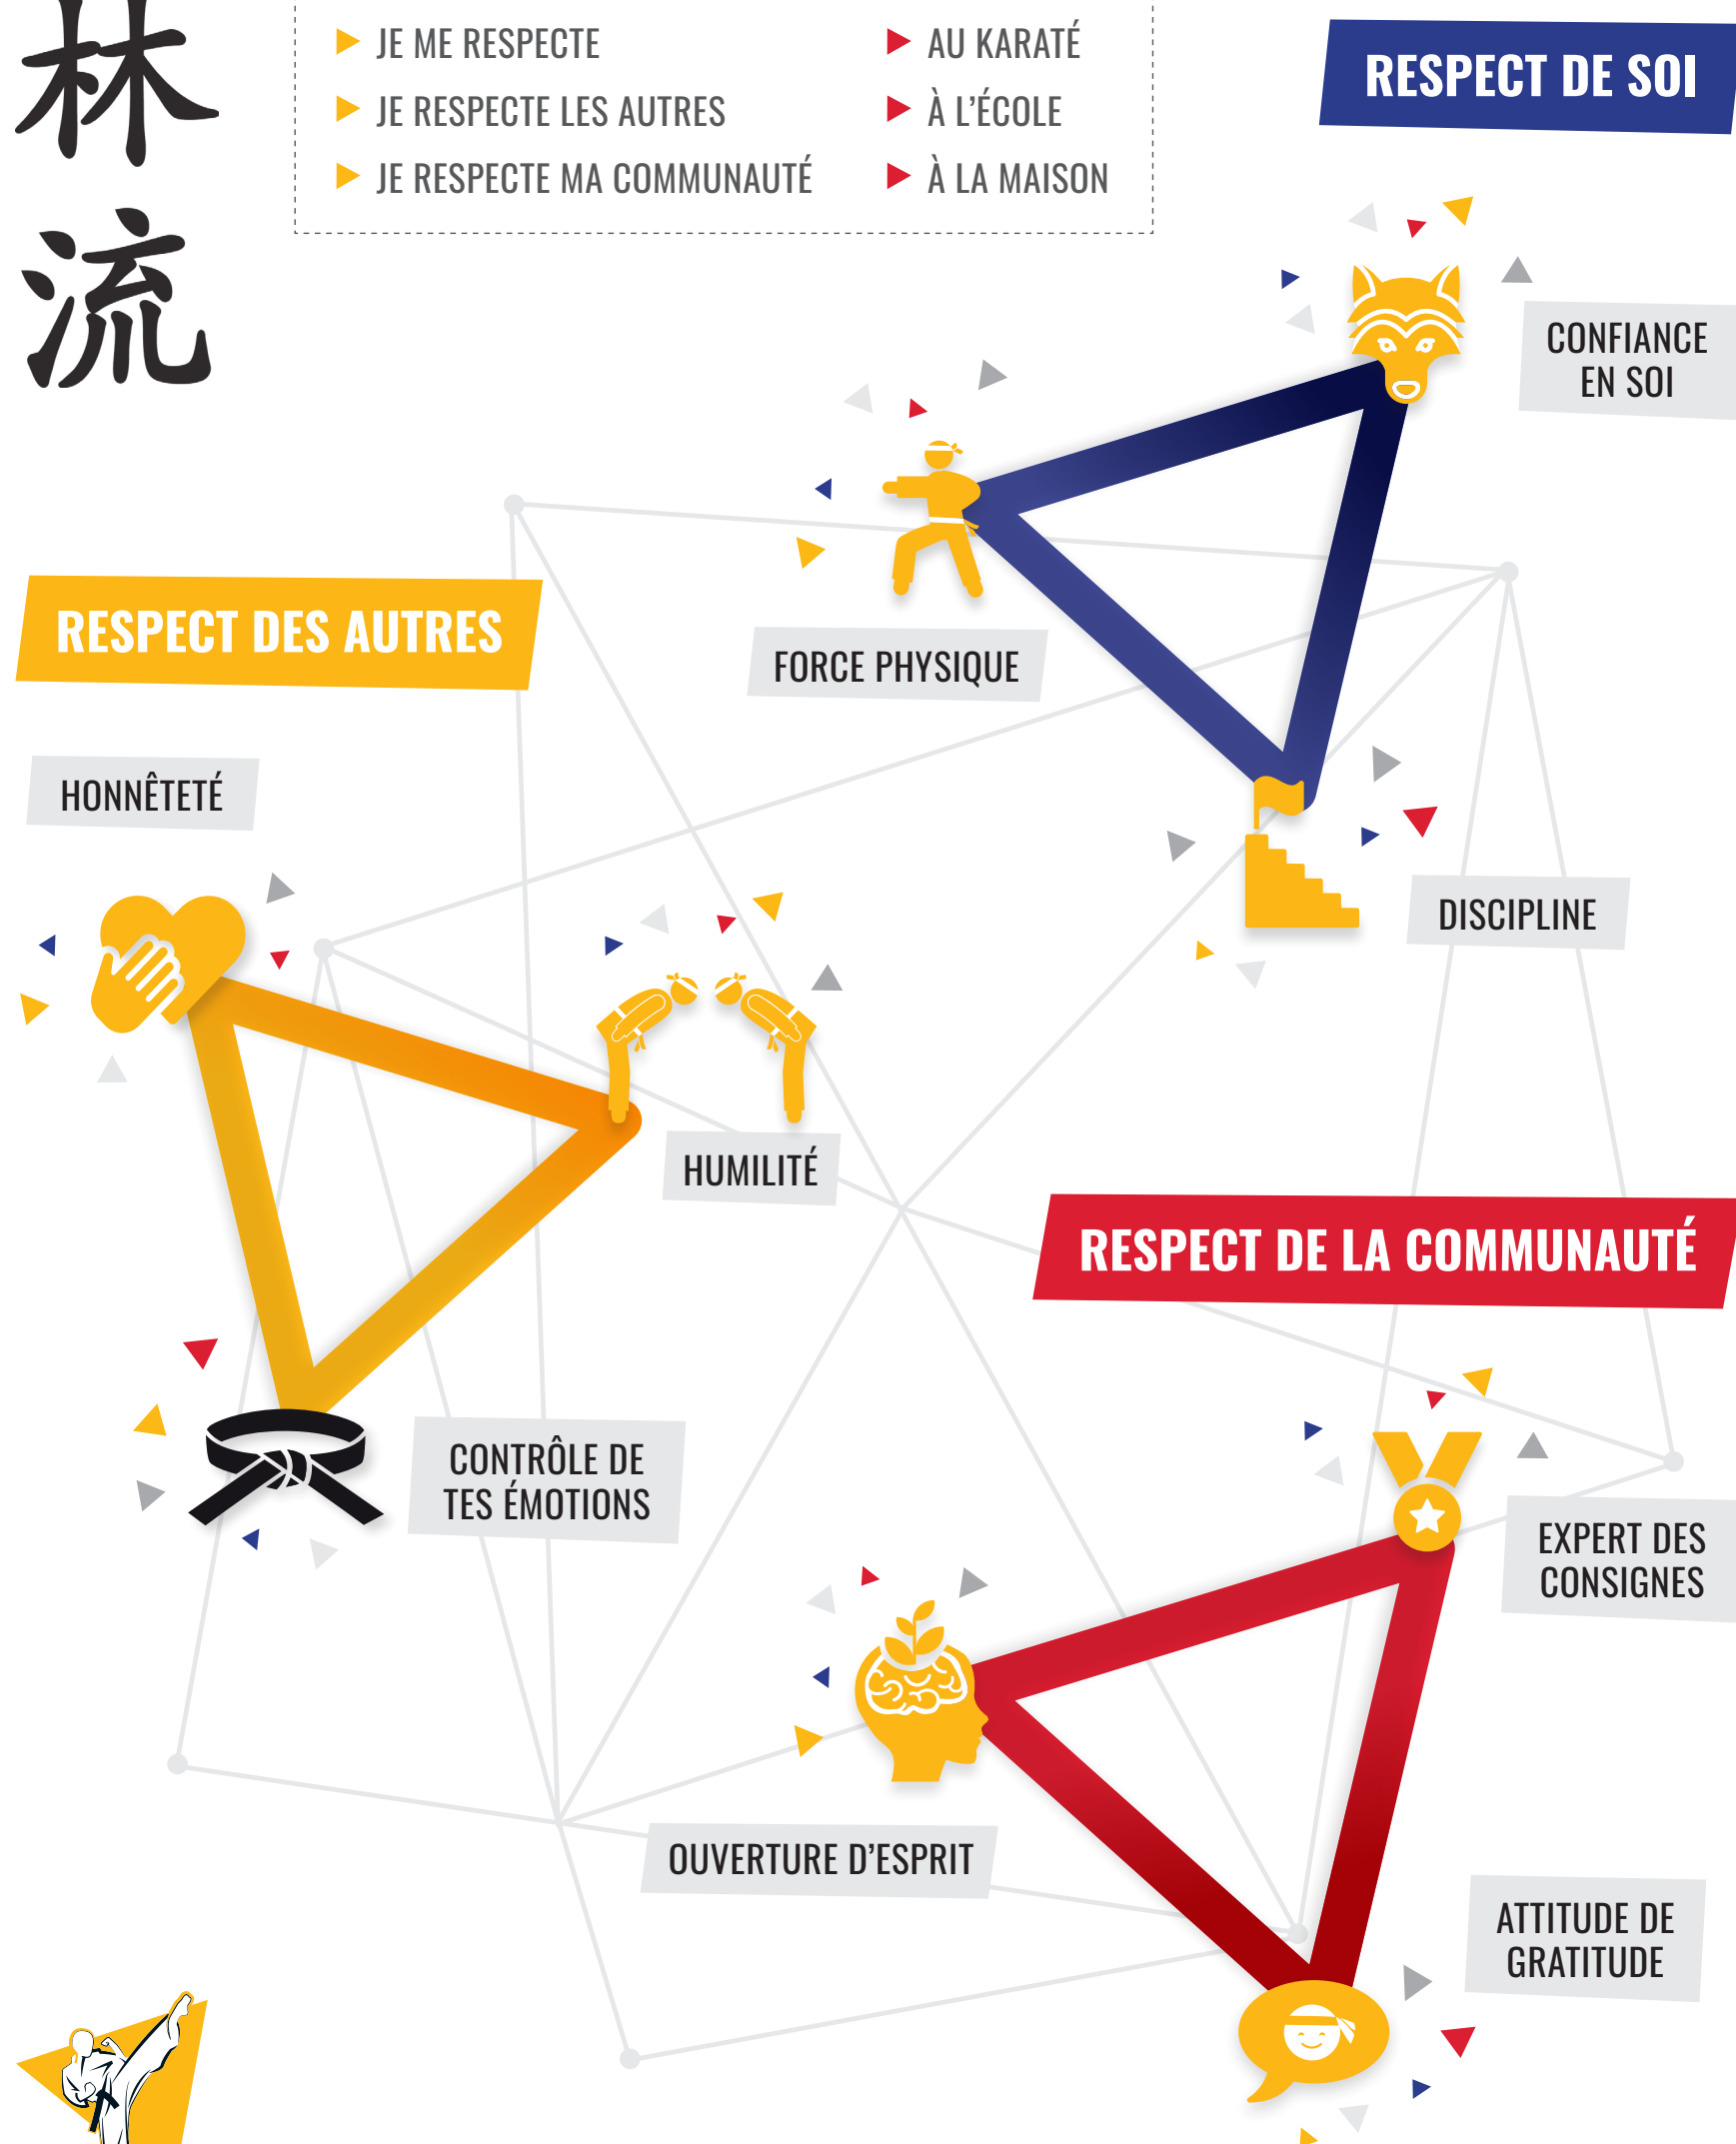 林
流
JE ME RESPECTE
JE RESPECTE LES AUTRES
JE RESPECTE MA COMMUNAUTÉ
AU KARATÉ
À L'ÉCOLE
À LA MAISON
RESPECT DE SOI
CONFIANCE
EN SOI
FORCE PHYSIQUE
DISCIPLINE
RESPECT DES AUTRES
HONNÊTETÉ
HUMILITÉ
CONTRÔLE DE
TES ÉMOTIONS
RESPECT DE LA COMMUNAUTÉ
EXPERT DES
CONSIGNES
OUVERTURE D'ESPRIT
ATTITUDE DE
GRATITUDE